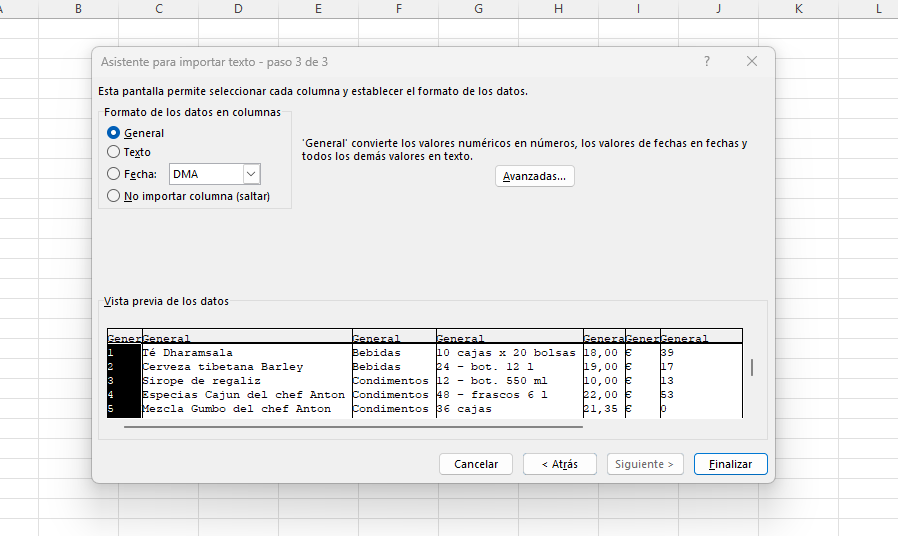 A B C D E F G H I J K L
Asistente para importar texto - paso 3 de 3 ?
Esta pantalla permite seleccionar cada columna y establecer el formato de los datos.
Formato de los datos en columnas
General
Texto
Fecha: DMA
No importar columna (saltar)
'General' convierte los valores numéricos en números, los valores de fechas en fechas y
todos los demás valores en texto.
Avanzadas...
Vista previa de los datos
Gener General General General Genera Gener General
1 Té Dharamsala Bebidas 10 cajas x 20 bolsas 18,00 € 39
2 Cerveza tibetana Barley Bebidas 24 - bot. 12 l 19,00 € 17
3 Sirope de regaliz Condimentos 12 - bot. 550 ml 10,00 € 13
4 Especias Cajun del chef Anton Condimentos 48 - frascos 6 l 22,00 € 53
5 Mezcla Gumbo del chef Anton Condimentos 36 cajas 21,35 € 0
Cancelar < Atrás Siguiente > Finalizar